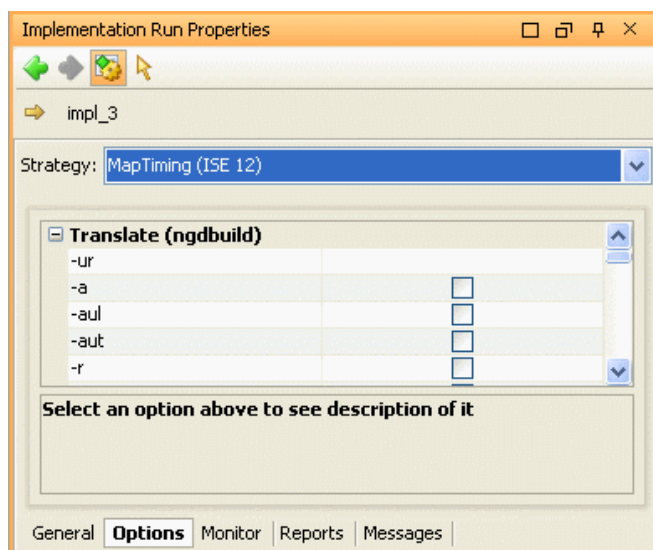 Implementation Run Properties
impl_3
Strategy: MapTiming (ISE 12)
Translate (ngdbuild)
-ur
-a
-aul
-aut
-r
Select an option above to see description of it
General Options Monitor Reports Messages